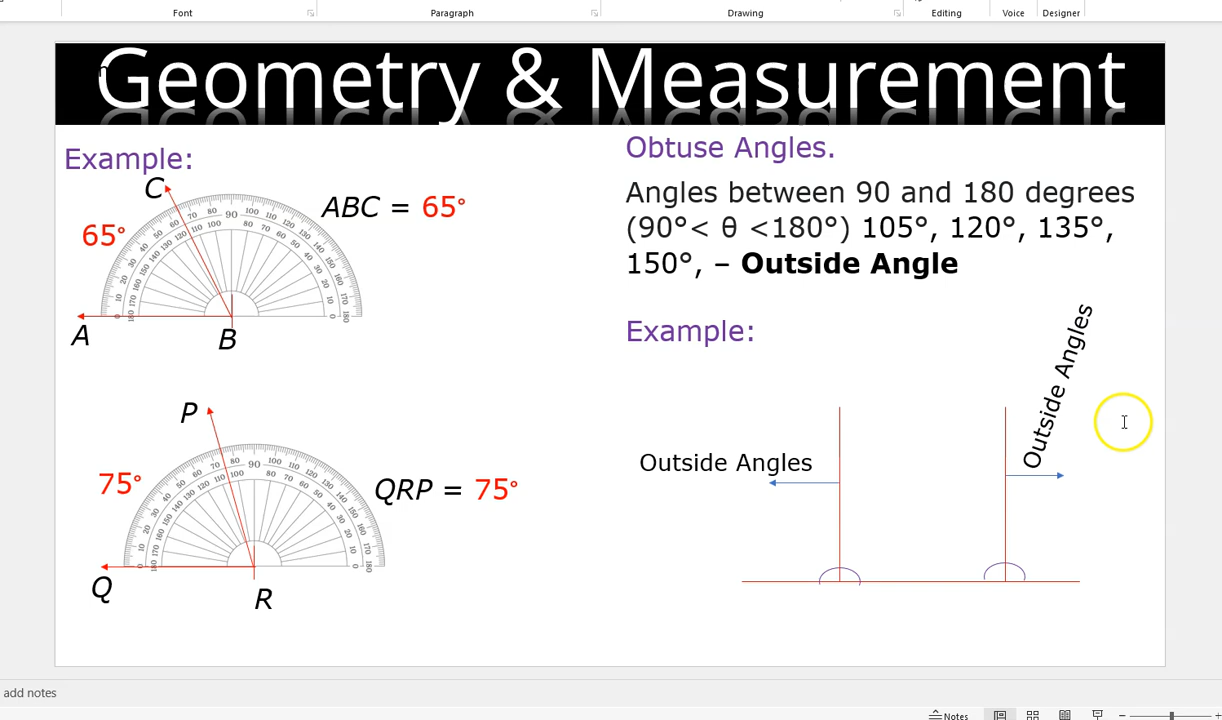 Font Paragraph Drawing Editing Voice Designer
Geometry & Measurement
Example:
C
65°
ABC = 65°
A
B
P
75°
QRP = 75°
Q
R
Obtuse Angles.
Angles between 90 and 180 degrees
(90°< θ <180°) 105°, 120°, 135°,
150°, – Outside Angle
Example:
Outside Angles
Outside Angles
add notes
Notes